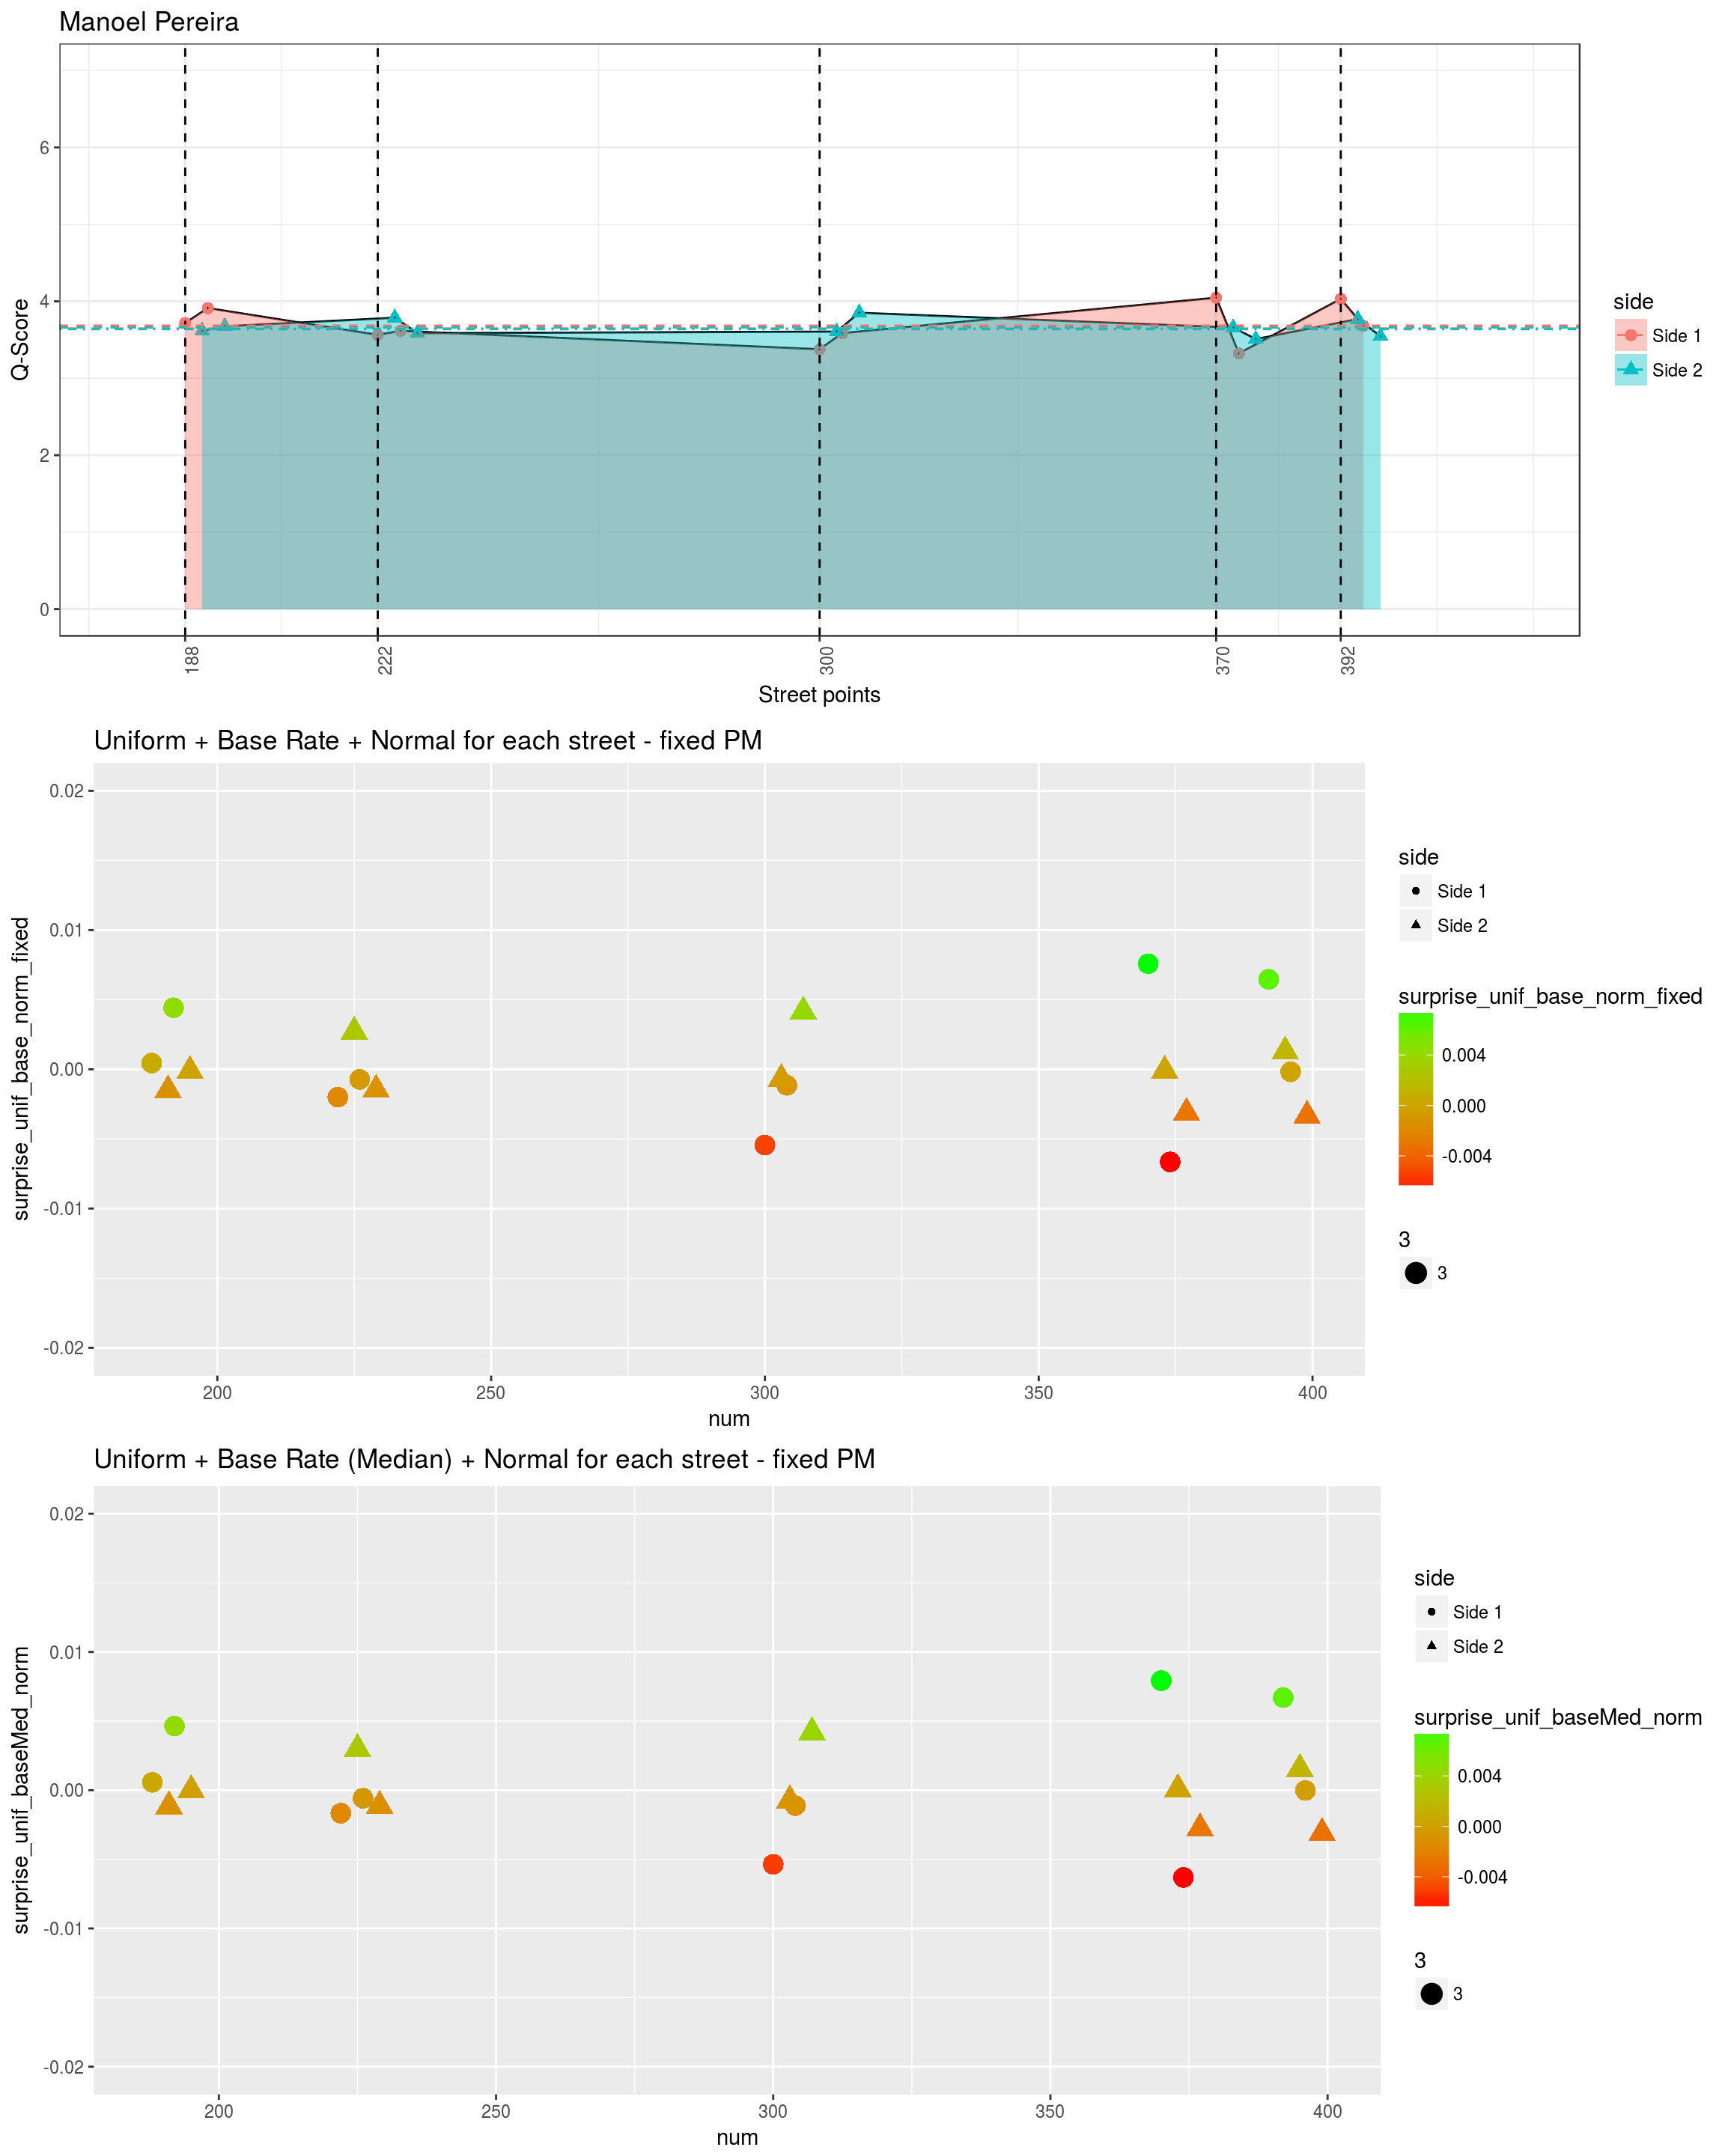 Manoel Pereira
Q-Score
6
4
2
0
188
222
300
370
392
Street points
side
Side 1
Side 2
Uniform + Base Rate + Normal for each street - fixed PM
surprise_unif_base_norm_fixed
0.02
0.01
0.00
-0.01
-0.02
200
250
300
350
400
num
side
Side 1
Side 2
surprise_unif_base_norm_fixed
0.004
0.000
-0.004
3
3
Uniform + Base Rate (Median) + Normal for each street - fixed PM
surprise_unif_baseMed_norm
0.02
0.01
0.00
-0.01
-0.02
200
250
300
350
400
num
side
Side 1
Side 2
surprise_unif_baseMed_norm
0.004
0.000
-0.004
3
3